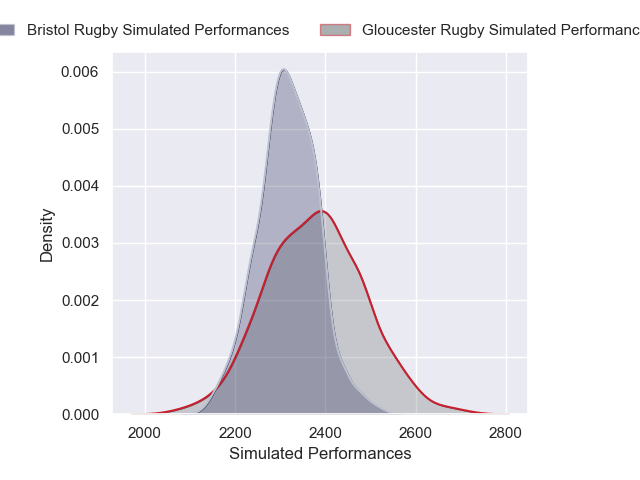 Bristol Rugby Simulated Performances
Gloucester Rugby Simulated Performanc
0.006
0.005
0.004
0.003
0.002
0.001
0.000
Density
2000 2200 2400 2600 2800
Simulated Performances